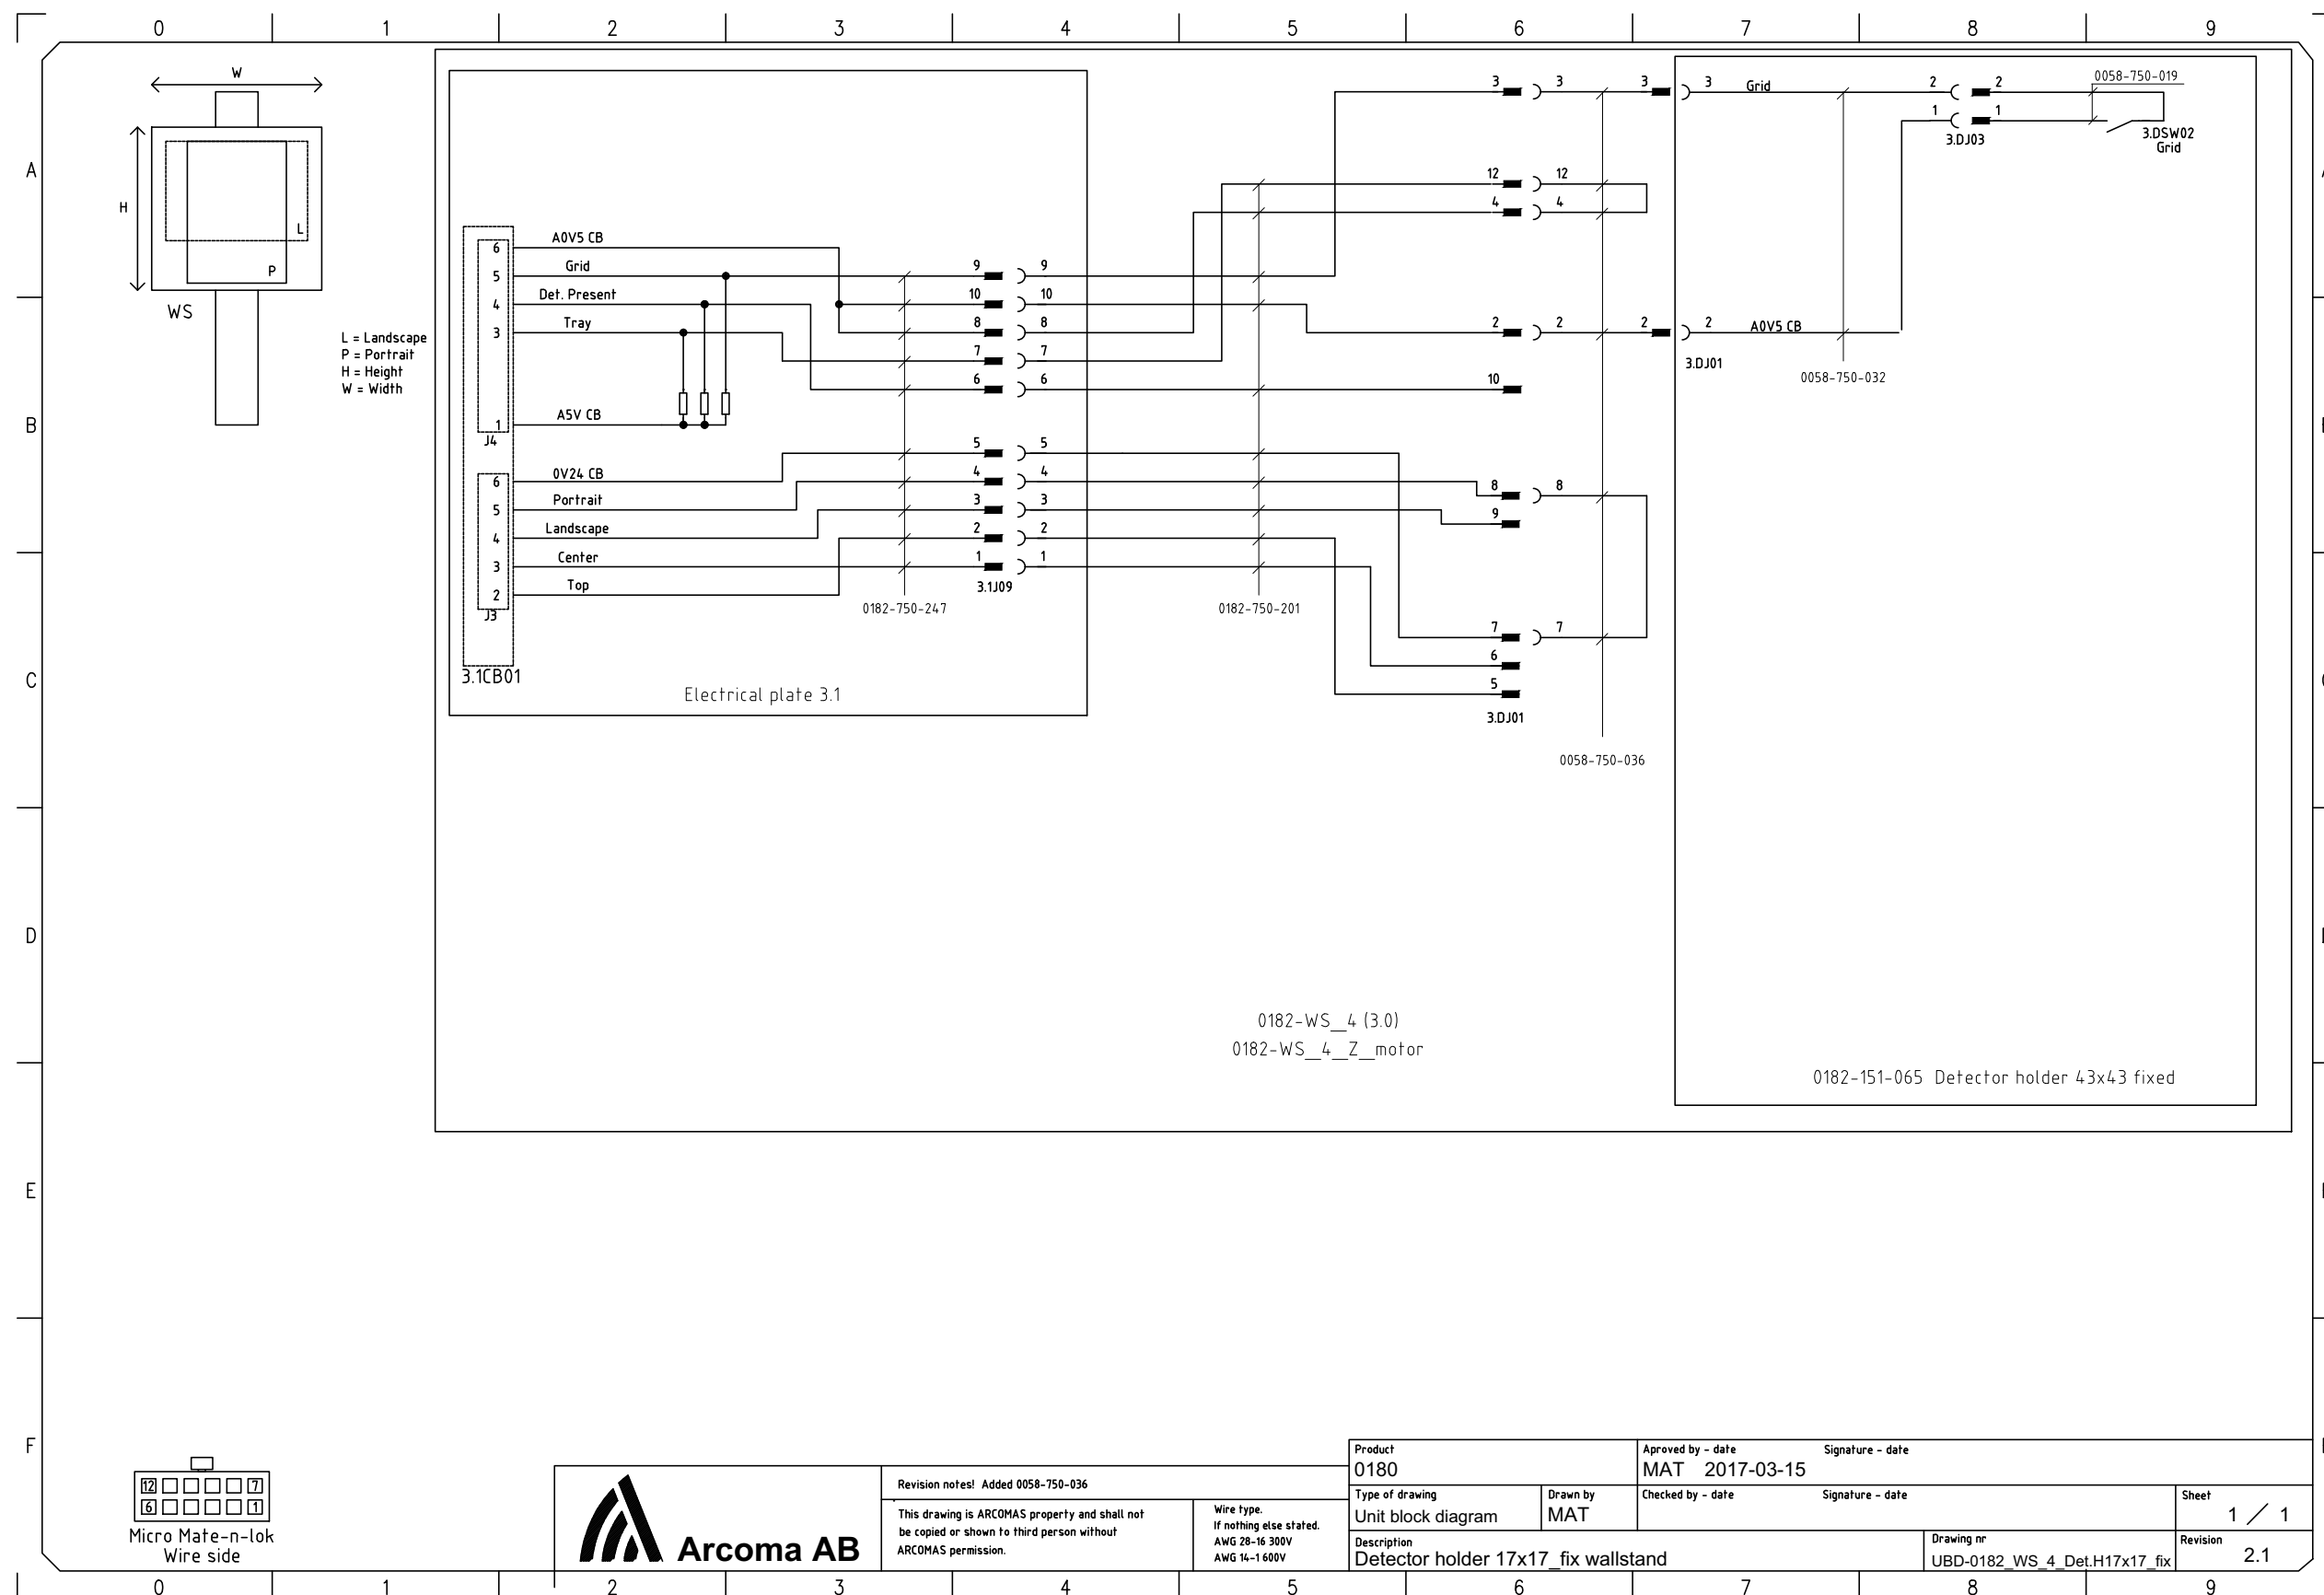 0 1 2 3 4 5 6 7 8 9
A
B
C
D
E
F
W
H
L
P
WS
L = Landscape
P = Portrait
H = Height
W = Width
6 A0V5 CB
5 Grid
4 Det. Present
3 Tray
1 A5V CB
J4
6 0V24 CB
5 Portrait
4 Landscape
3 Center
2 Top
J3
3.1CB01
Electrical plate 3.1
9 9
10 10
8 8
7 7
6 6
5 5
4 4
3 3
2 2
1 1
3.1J09
0182-750-247
0182-750-201
3 3
12 12
4 4
2 2
10
8 8
9
7 7
6
5
3.DJ01
0058-750-036
3 3 Grid
2 2 A0V5 CB
3.DJ01
0058-750-032
2 2
1 1
3.DJ03
0058-750-019
3.DSW02
Grid
0182-WS_4 (3.0)
0182-WS_4_Z_motor
0182-151-065 Detector holder 43x43 fixed
12 7
6 1
Micro Mate-n-lok
Wire side
Arcoma AB
Revision notes! Added 0058-750-036
This drawing is ARCOMAS property and shall not
be copied or shown to third person without
ARCOMAS permission.
Wire type.
If nothing else stated.
AWG 28-16 300V
AWG 14-1 600V
Product
0180
Aproved by - date Signature - date
MAT 2017-03-15
Type of drawing
Unit block diagram
Drawn by
MAT
Checked by - date Signature - date
Sheet
1 / 1
Description
Detector holder 17x17_fix wallstand
Drawing nr
UBD-0182_WS_4_Det.H17x17_fix
Revision
2.1
0 1 2 3 4 5 6 7 8 9